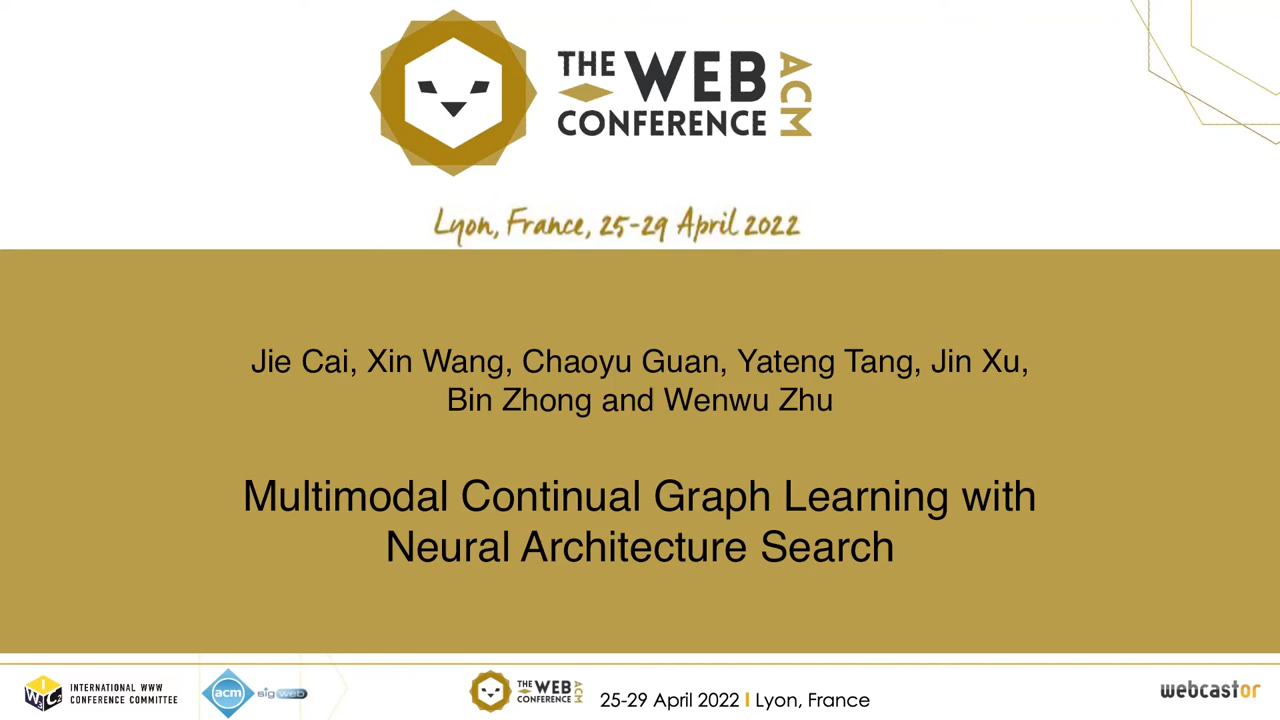 THE WEB CONFERENCE ACM
Lyon, France, 25-29 April 2022
Jie Cai, Xin Wang, Chaoyu Guan, Yateng Tang, Jin Xu,
Bin Zhong and Wenwu Zhu
Multimodal Continual Graph Learning with
Neural Architecture Search
IW3C2
INTERNATIONAL WWW
CONFERENCE COMMITTEE
acm
sigweb
THE WEB CONFERENCE ACM
25-29 April 2022 I Lyon, France
webcastor